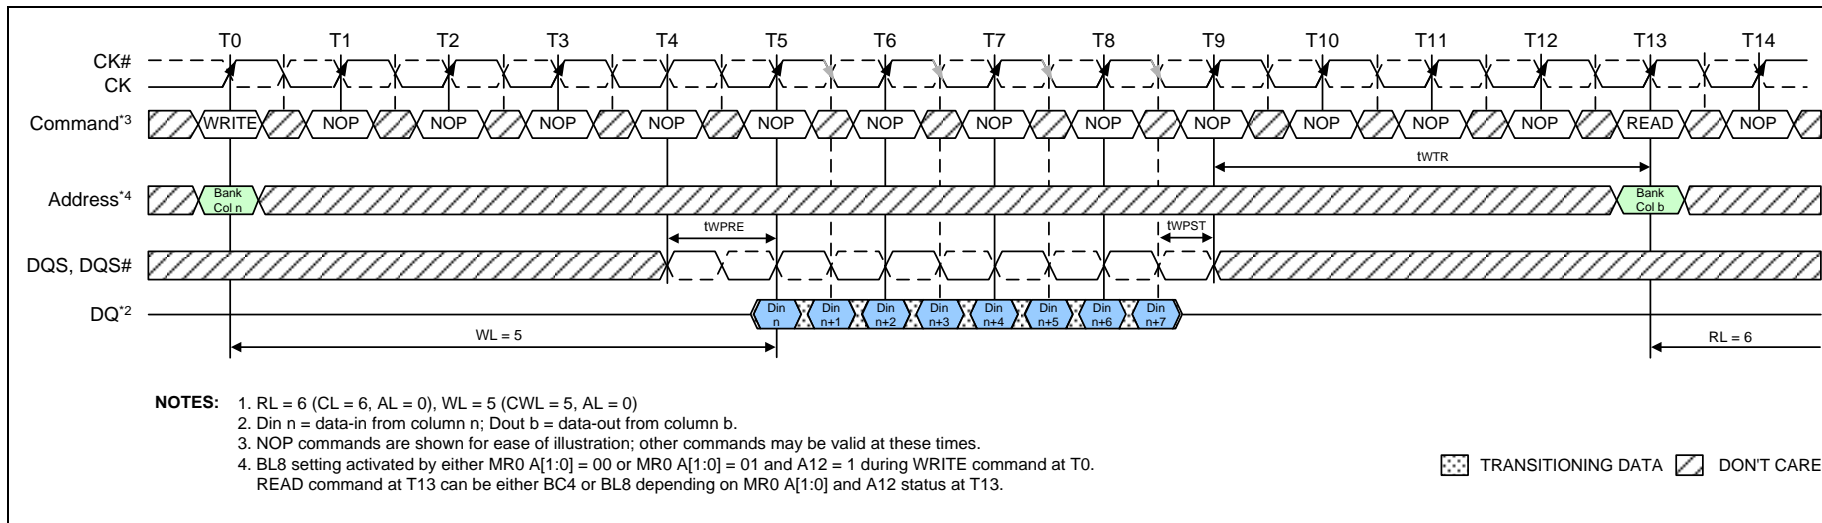 T0 T1 T2 T3 T4 T5 T6 T7 T8 T9 T10 T11 T12 T13 T14
CK#
CK
Command*3 WRITE NOP NOP NOP NOP NOP NOP NOP NOP NOP NOP NOP NOP READ NOP
tWTR
Address*4 Bank Col n Bank Col b
tWPRE tWPST
DQS, DQS#
DQ*2 Din n Din n+1 Din n+2 Din n+3 Din n+4 Din n+5 Din n+6 Din n+7
WL = 5 RL = 6
NOTES: 1. RL = 6 (CL = 6, AL = 0), WL = 5 (CWL = 5, AL = 0)
2. Din n = data-in from column n; Dout b = data-out from column b.
3. NOP commands are shown for ease of illustration; other commands may be valid at these times.
4. BL8 setting activated by either MR0 A[1:0] = 00 or MR0 A[1:0] = 01 and A12 = 1 during WRITE command at T0.
READ command at T13 can be either BC4 or BL8 depending on MR0 A[1:0] and A12 status at T13.
TRANSITIONING DATA DON'T CARE